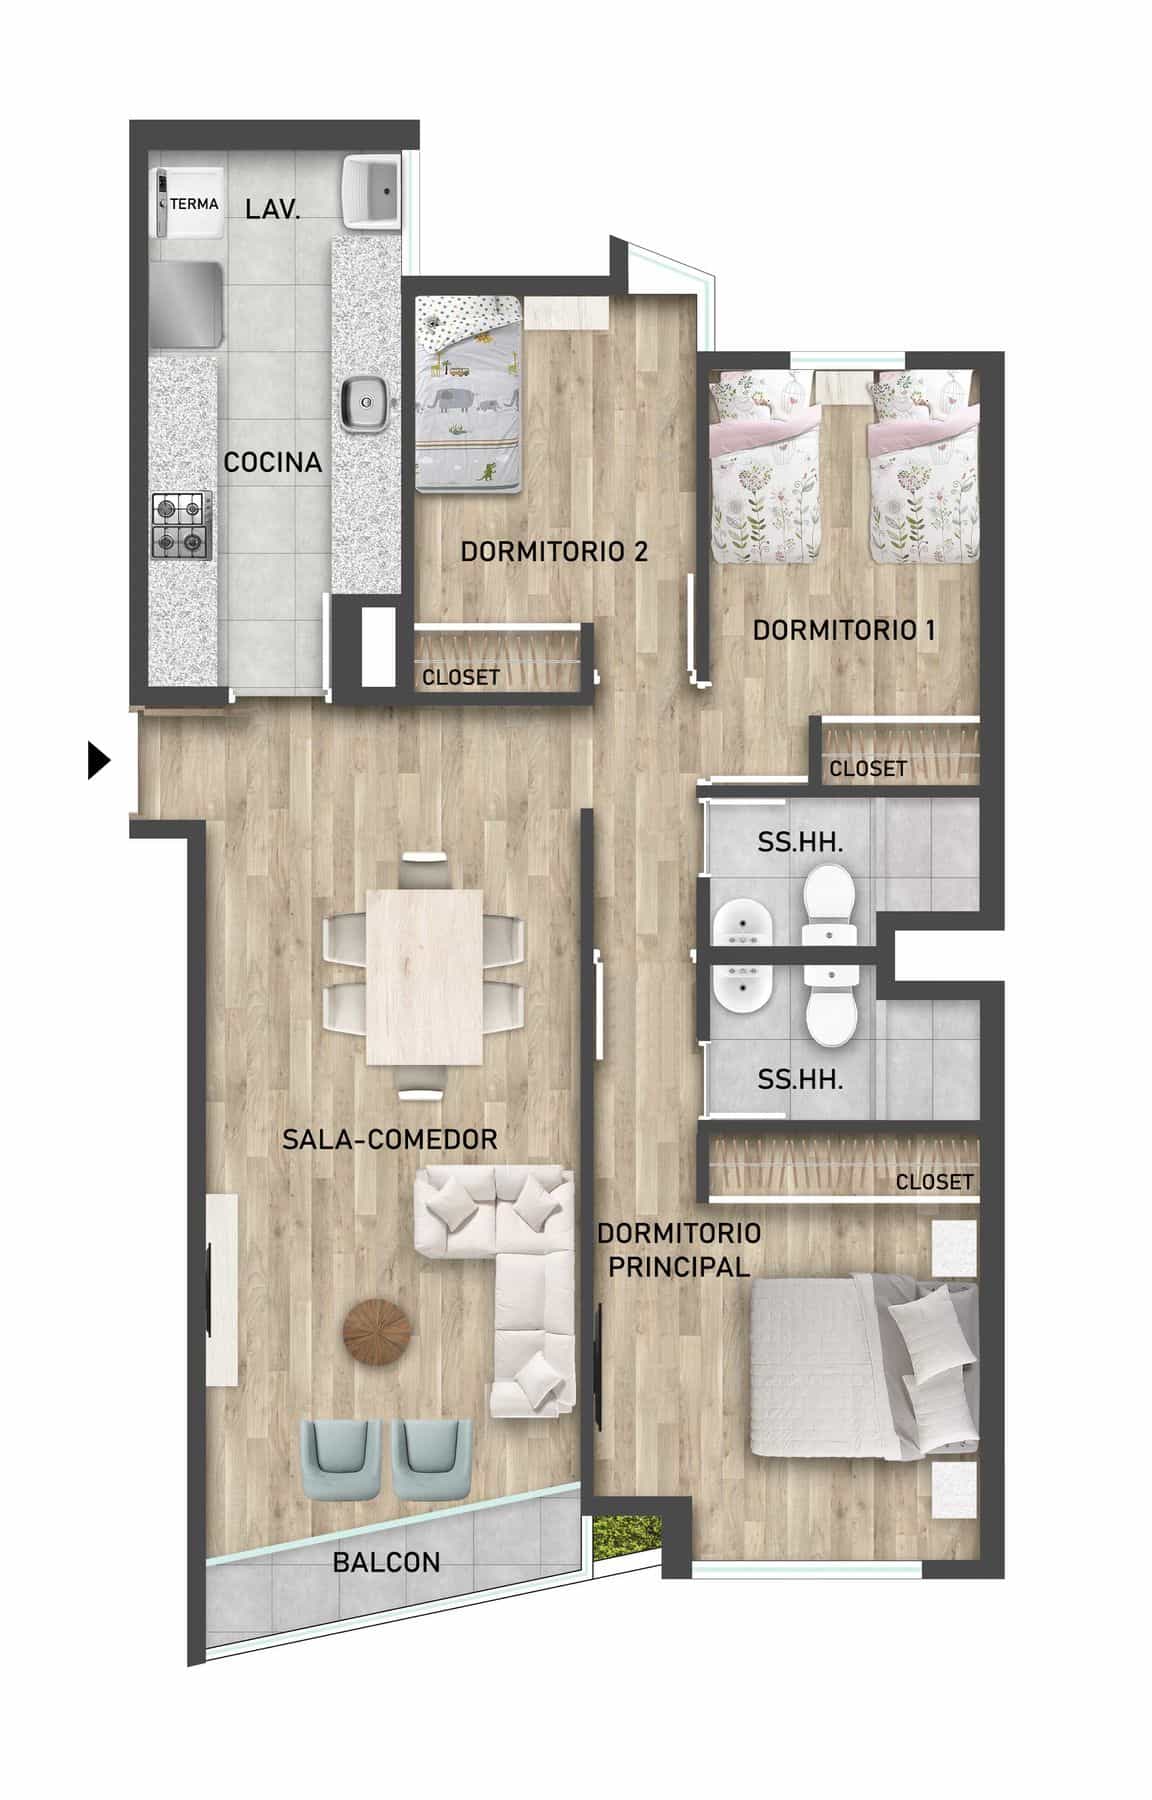 TERMA
LAV.
COCINA
DORMITORIO 2
DORMITORIO 1
CLOSET
CLOSET
SS.HH.
SS.HH.
SALA-COMEDOR
CLOSET
DORMITORIO
PRINCIPAL
BALCON